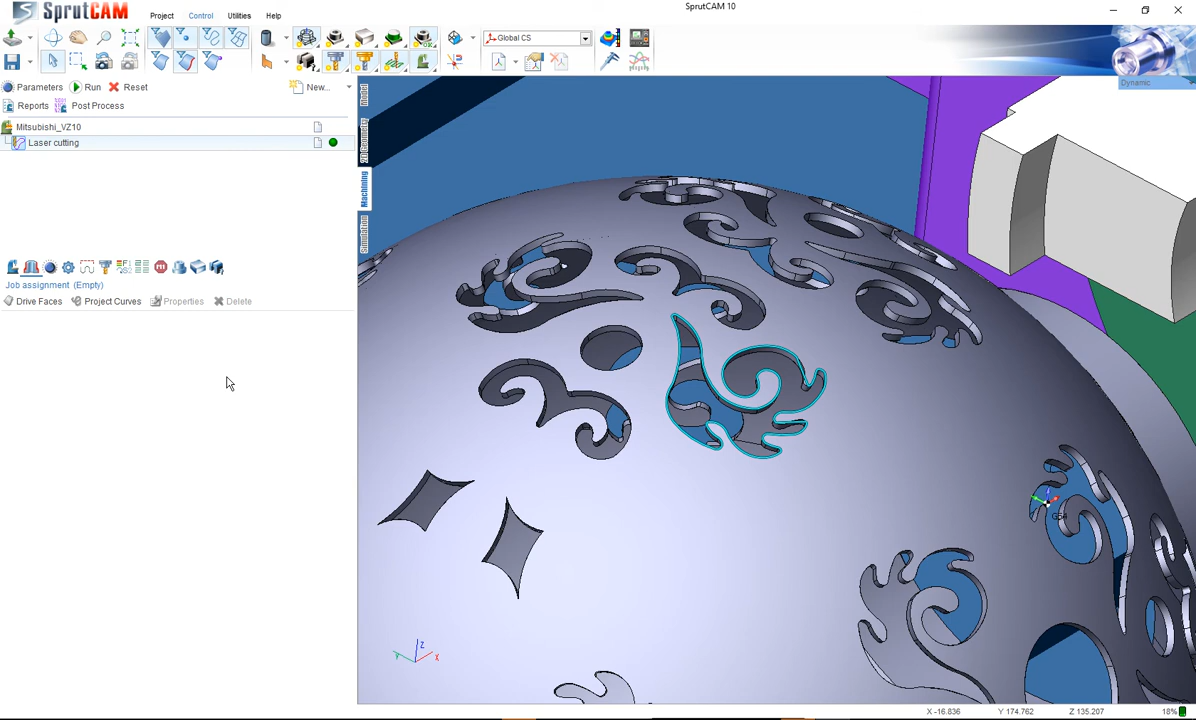 SprutCAM
SprutCAM 10
Project Control Utilities Help
Global CS
Dynamic
Parameters Run Reset New...
Reports Post Process
Mitsubishi_VZ10
Laser cutting
Model
2D Geometry
Machining
Simulation
Job assignment (Empty)
Drive Faces Project Curves Properties Delete
G54
Z
Y X
X -16.836 Y 174.762 Z 135.207 18%